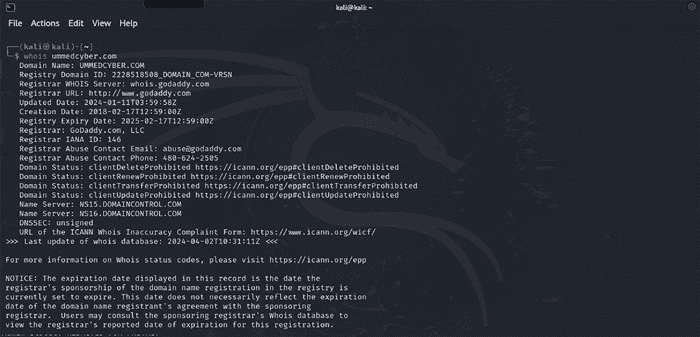 kali@kali: ~
File Actions Edit View Help
(kali㉿kali)-[~]
$ whois ummedcyber.com
Domain Name: UMMEDCYBER.COM
Registry Domain ID: 2228518508_DOMAIN_COM-VRSN
Registrar WHOIS Server: whois.godaddy.com
Registrar URL: http://www.godaddy.com
Updated Date: 2024-01-11T03:59:58Z
Creation Date: 2018-02-17T12:59:00Z
Registry Expiry Date: 2025-02-17T12:59:00Z
Registrar: GoDaddy.com, LLC
Registrar IANA ID: 146
Registrar Abuse Contact Email: abuse@godaddy.com
Registrar Abuse Contact Phone: 480-624-2505
Domain Status: clientDeleteProhibited https://icann.org/epp#clientDeleteProhibited
Domain Status: clientRenewProhibited https://icann.org/epp#clientRenewProhibited
Domain Status: clientTransferProhibited https://icann.org/epp#clientTransferProhibited
Domain Status: clientUpdateProhibited https://icann.org/epp#clientUpdateProhibited
Name Server: NS15.DOMAINCONTROL.COM
Name Server: NS16.DOMAINCONTROL.COM
DNSSEC: unsigned
URL of the ICANN Whois Inaccuracy Complaint Form: https://www.icann.org/wicf/
>>> Last update of whois database: 2024-04-02T10:31:11Z <<<
For more information on Whois status codes, please visit https://icann.org/epp
NOTICE: The expiration date displayed in this record is the date the
registrar's sponsorship of the domain name registration in the registry is
currently set to expire. This date does not necessarily reflect the expiration
date of the domain name registrant's agreement with the sponsoring
registrar. Users may consult the sponsoring registrar's Whois database to
view the registrar's reported date of expiration for this registration.